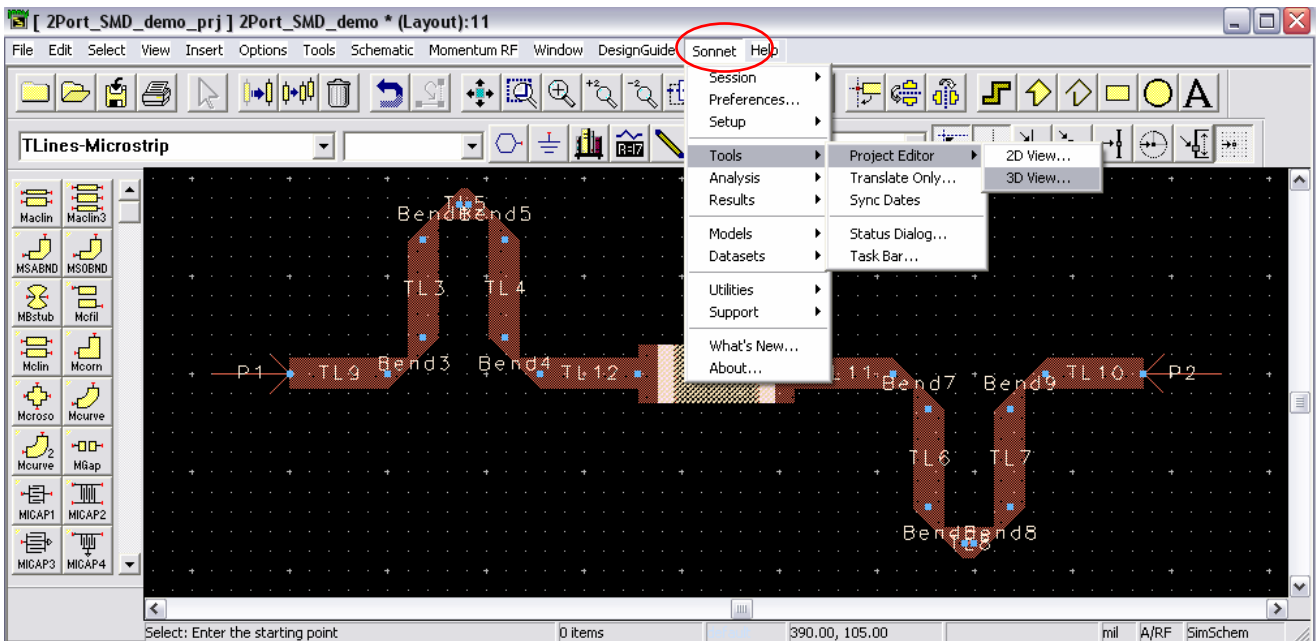 [ 2Port_SMD_demo_prj ] 2Port_SMD_demo * (Layout):11
File Edit Select View Insert Options Tools Schematic Momentum RF Window DesignGuide Sonnet Help
TLines-Microstrip
Session
Preferences...
Setup
Tools
Analysis
Results
Models
Datasets
Utilities
Support
What's New...
About...
Project Editor
Translate Only...
Sync Dates
Status Dialog...
Task Bar...
2D View...
3D View...
Maclin Maclin3
MSABND MSOBND
MBstub Mcfil
Mclin Mcorn
Mcroso Mcurve
Mcurve MGap
MICAP1 MICAP2
MICAP3 MICAP4
Bend5
TL3 TL4
P1 TL9 Bend3 Bend4 TL12 11 Bend7 Bend9 TL10 P2
TL6 TL7
Bend8
Select: Enter the starting point 0 items 390.00, 105.00 mil A/RF SimSchem